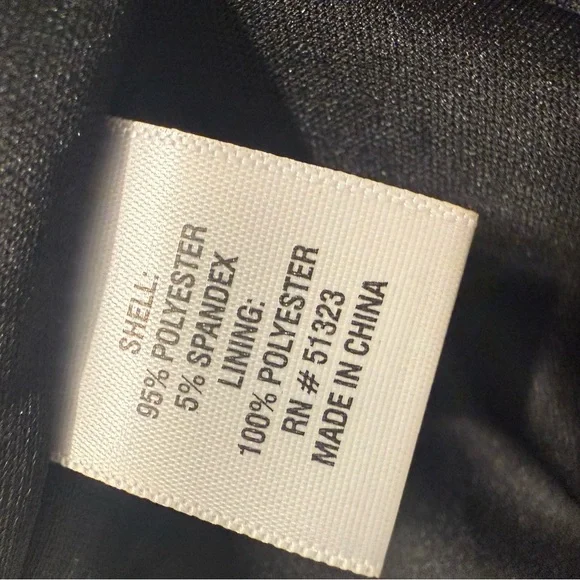 SHELL:
95% POLYESTER
5% SPANDEX
LINING:
100% POLYESTER
RN # 51323
MADE IN CHINA